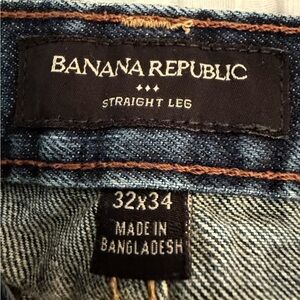 BANANA REPUBLIC
STRAIGHT LEG
32x34
MADE IN
BANGLADESH